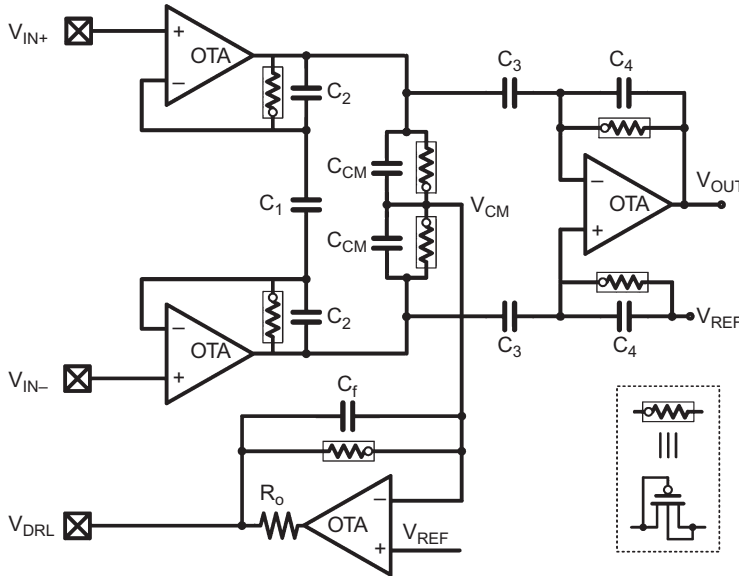 V_IN+
+
OTA
−
C_2
C_3
C_4
C_CM
−
OTA
+
V_OUT
C_1
V_CM
C_CM
−
OTA
+
C_2
C_3
C_4
V_REF
V_IN–
C_f
R_o
−
OTA
+
V_DRL
V_REF